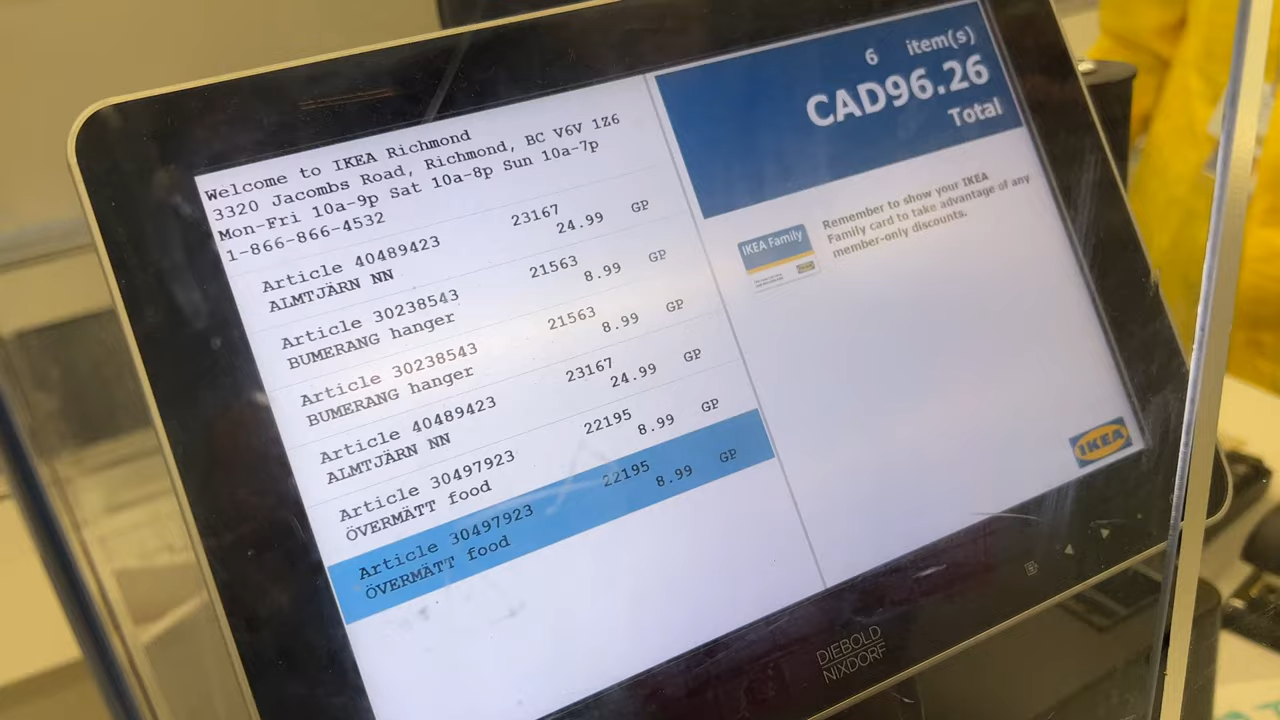 Welcome to IKEA Richmond
3320 Jacombs Road, Richmond, BC V6V 1Z6
Mon-Fri 10a-9p Sat 10a-8p Sun 10a-7p
1-866-866-4532
Article 40489423 23167
ALMTJÄRN NN 24.99 GP
Article 30238543 21563
BUMERANG hanger 8.99 GP
Article 30238543 21563
BUMERANG hanger 8.99 GP
Article 40489423 23167
ALMTJÄRN NN 24.99 GP
Article 30497923 22195
ÖVERMÄTT food 8.99 GP
Article 30497923 22195
ÖVERMÄTT food 8.99 GP
6 item(s)
CAD96.26
Total
IKEA Family
Remember to show your IKEA
Family card to take advantage of any
member-only discounts.
IKEA
DIEBOLD
NIXDORF